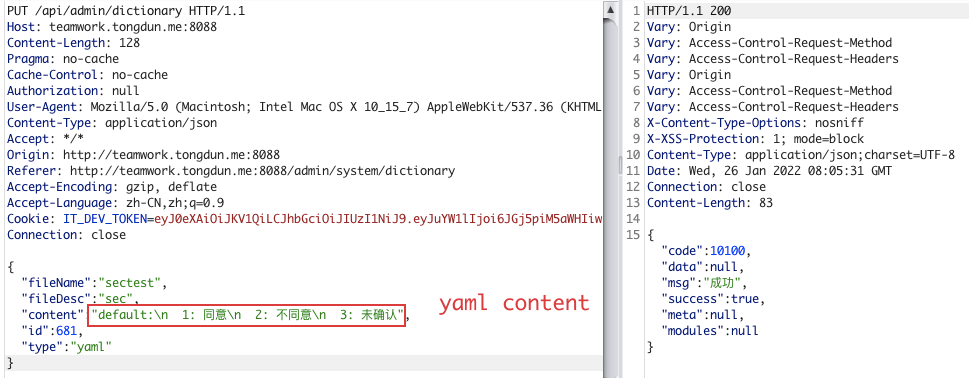 PUT /api/admin/dictionary HTTP/1.1
Host: teamwork.tongdun.me:8088
Content-Length: 128
Pragma: no-cache
Cache-Control: no-cache
Authorization: null
User-Agent: Mozilla/5.0 (Macintosh; Intel Mac OS X 10_15_7) AppleWebKit/537.36 (KHTML
Content-Type: application/json
Accept: */*
Origin: http://teamwork.tongdun.me:8088
Referer: http://teamwork.tongdun.me:8088/admin/system/dictionary
Accept-Encoding: gzip, deflate
Accept-Language: zh-CN,zh;q=0.9
Cookie: IT_DEV_TOKEN=eyJ0eXAiOiJKV1QiLCJhbGciOiJIUzI1NiJ9.eyJuYW1lIjoi6JGj5piM5aWHIiw
Connection: close
{
"fileName":"sectest",
"fileDesc":"sec",
"content":"default:\n  1: 同意\n  2: 不同意\n  3: 未确认",
"id":681,
"type":"yaml"
}
yaml content
1 HTTP/1.1 200
2 Vary: Origin
3 Vary: Access-Control-Request-Method
4 Vary: Access-Control-Request-Headers
5 Vary: Origin
6 Vary: Access-Control-Request-Method
7 Vary: Access-Control-Request-Headers
8 X-Content-Type-Options: nosniff
9 X-XSS-Protection: 1; mode=block
10 Content-Type: application/json;charset=UTF-8
11 Date: Wed, 26 Jan 2022 08:05:31 GMT
12 Connection: close
13 Content-Length: 83
14
15 {
"code":10100,
"data":null,
"msg":"成功",
"success":true,
"meta":null,
"modules":null
}